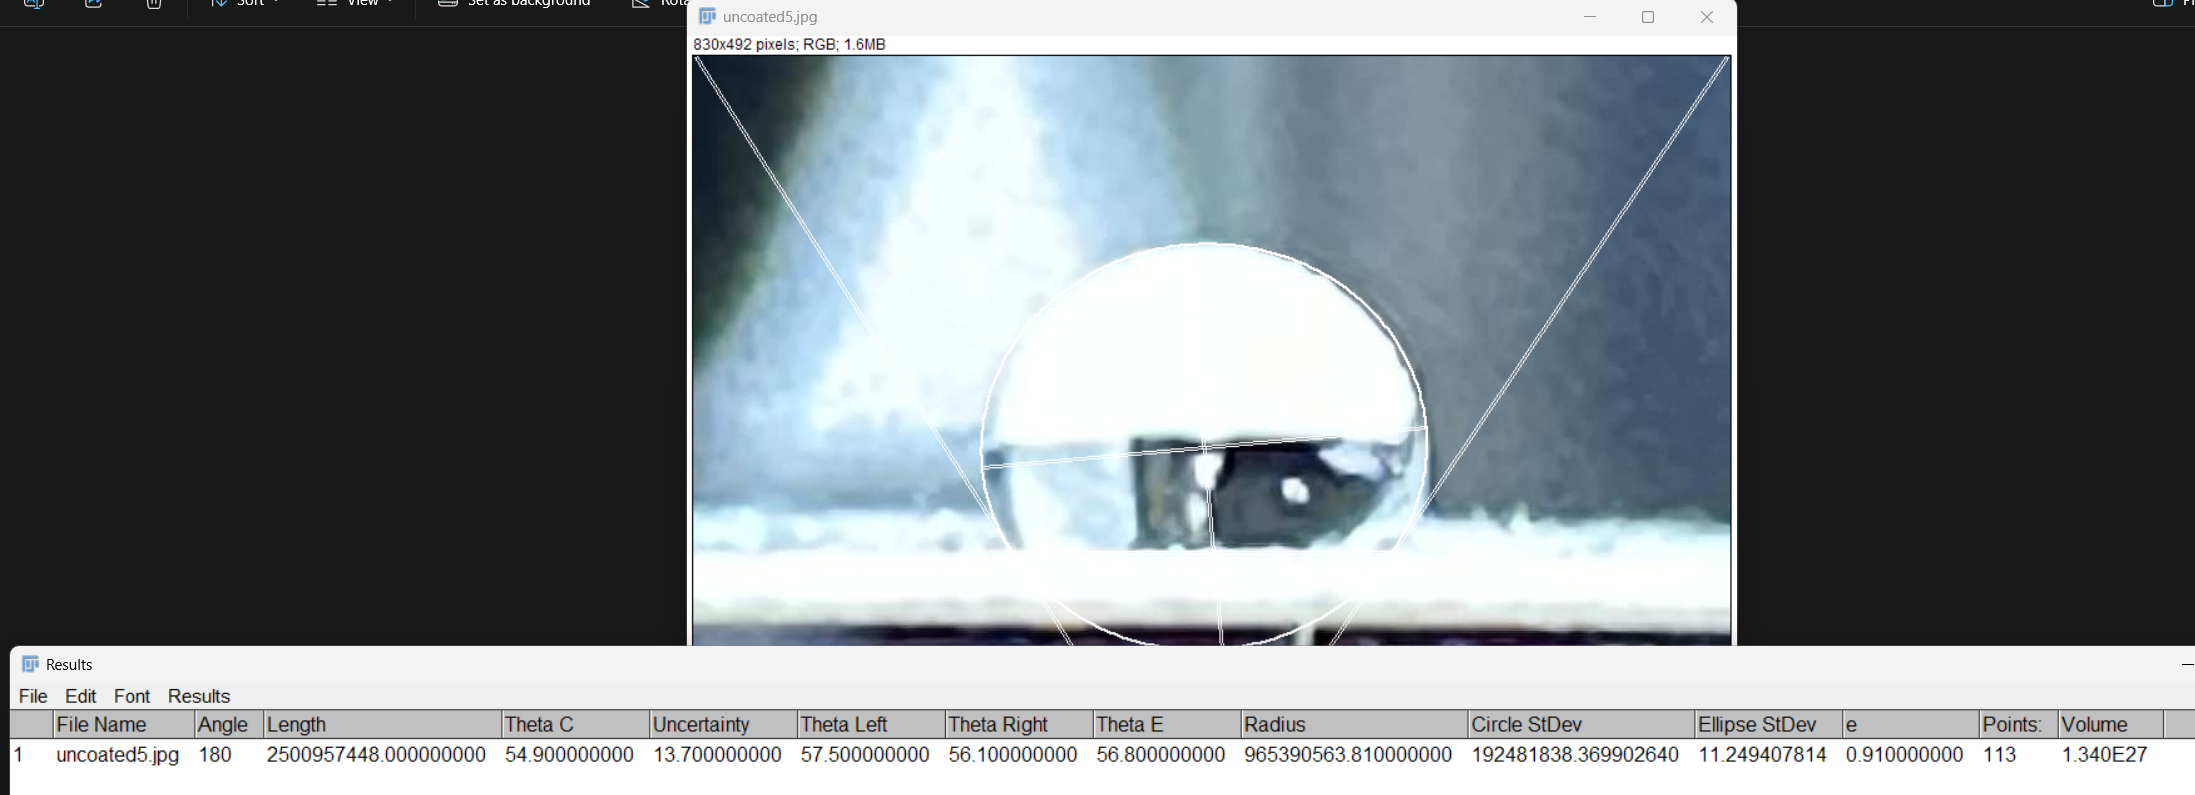 Sort
View
Set as background
uncoated5.jpg
830x492 pixels; RGB; 1.6MB
Results
File Edit Font Results
File Name Angle Length Theta C Uncertainty Theta Left Theta Right Theta E Radius Circle StDev Ellipse StDev e Points: Volume
1 uncoated5.jpg 180 2500957448.000000000 54.900000000 13.700000000 57.500000000 56.100000000 56.800000000 965390563.810000000 192481838.369902640 11.249407814 0.910000000 113 1.340E27